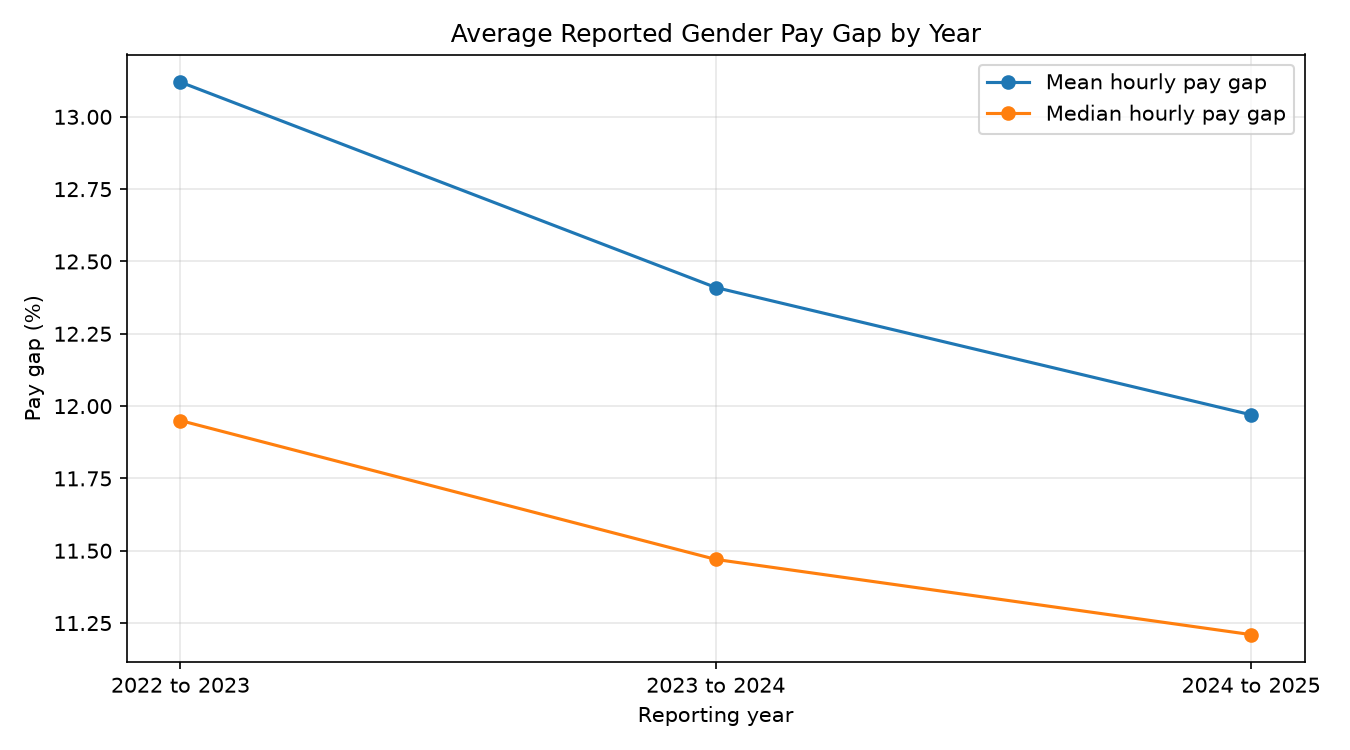 Average Reported Gender Pay Gap by Year
Mean hourly pay gap
Median hourly pay gap
Pay gap (%)
13.00
12.75
12.50
12.25
12.00
11.75
11.50
11.25
2022 to 2023
2023 to 2024
2024 to 2025
Reporting year